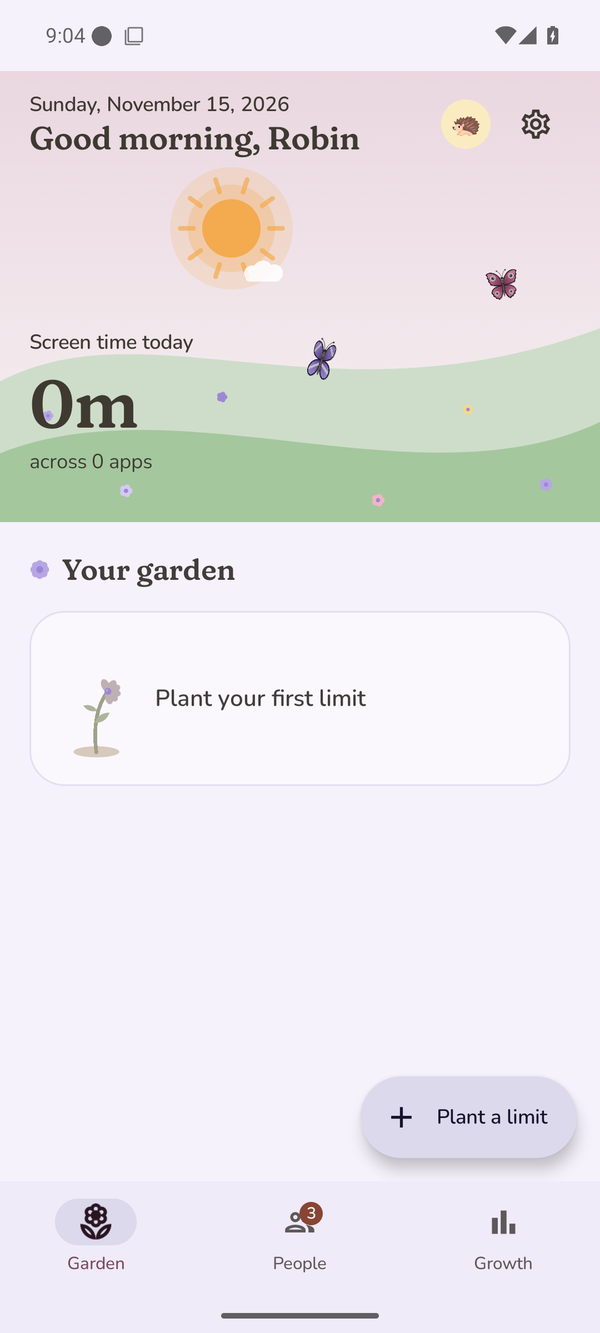 9:04
Sunday, November 15, 2026
Good morning, Robin
Screen time today
0m
across 0 apps
Your garden
Plant your first limit
Plant a limit
3
Garden
People
Growth